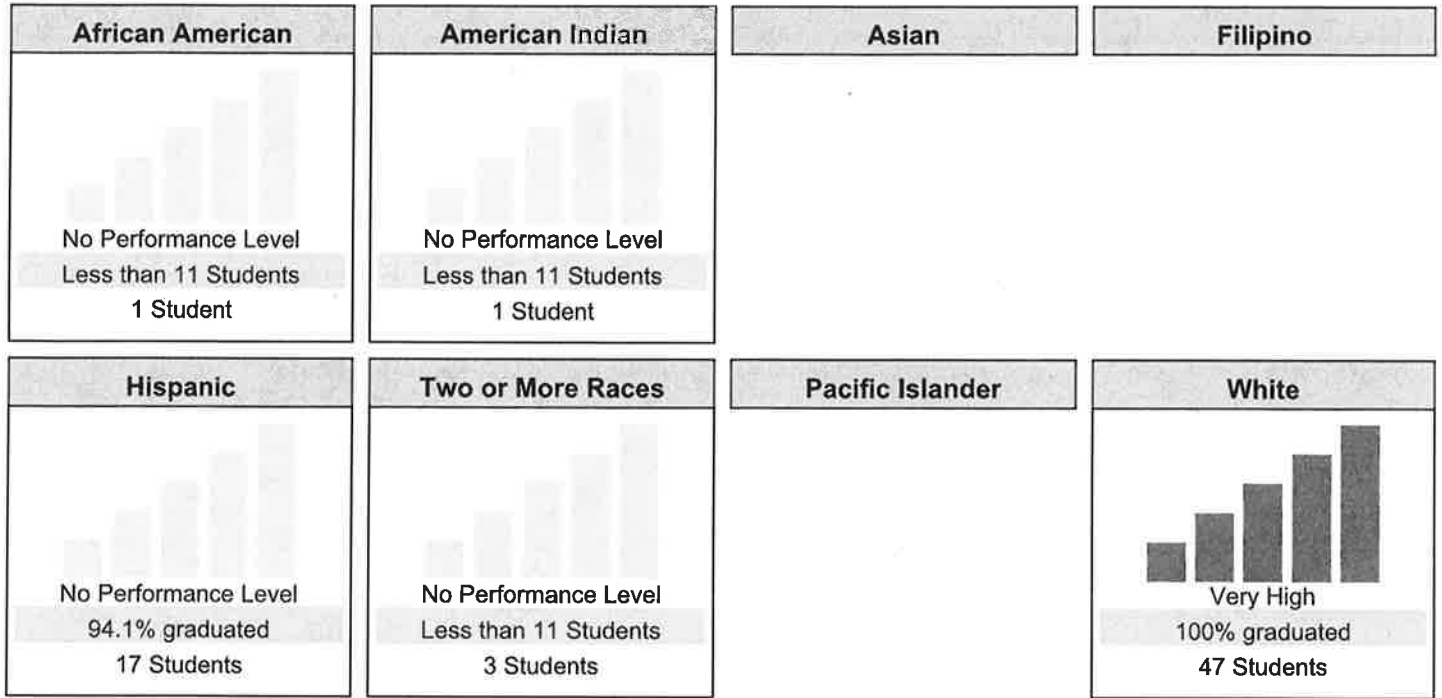 African American
American Indian
Asian
Filipino
No Performance Level
Less than 11 Students
1 Student
No Performance Level
Less than 11 Students
1 Student
Hispanic
Two or More Races
Pacific Islander
White
No Performance Level
94.1% graduated
17 Students
No Performance Level
Less than 11 Students
3 Students
Very High
100% graduated
47 Students